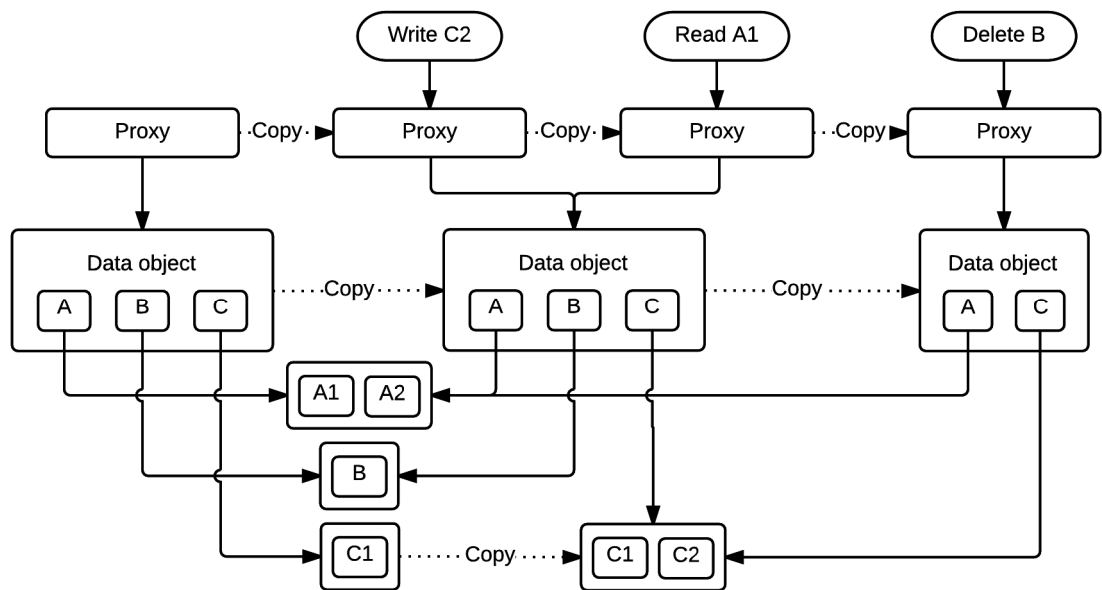 Write C2
Read A1
Delete B
Proxy
Copy
Proxy
Copy
Proxy
Copy
Proxy
Data object
A
B
C
Copy
Data object
A
B
C
Copy
Data object
A
C
A1
A2
B
C1
Copy
C1
C2